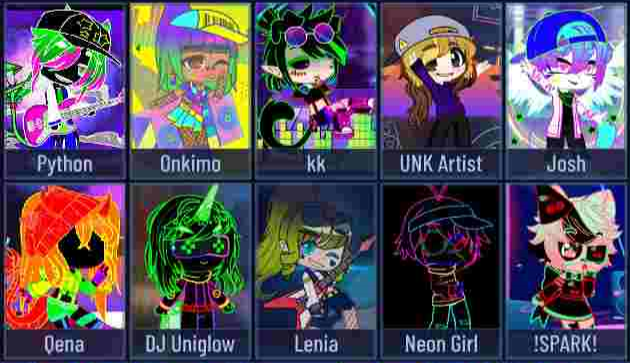 Python
Onkimo
kk
UNK Artist
Josh
Qena
DJ Uniglow
Lenia
Neon Girl
!SPARK!